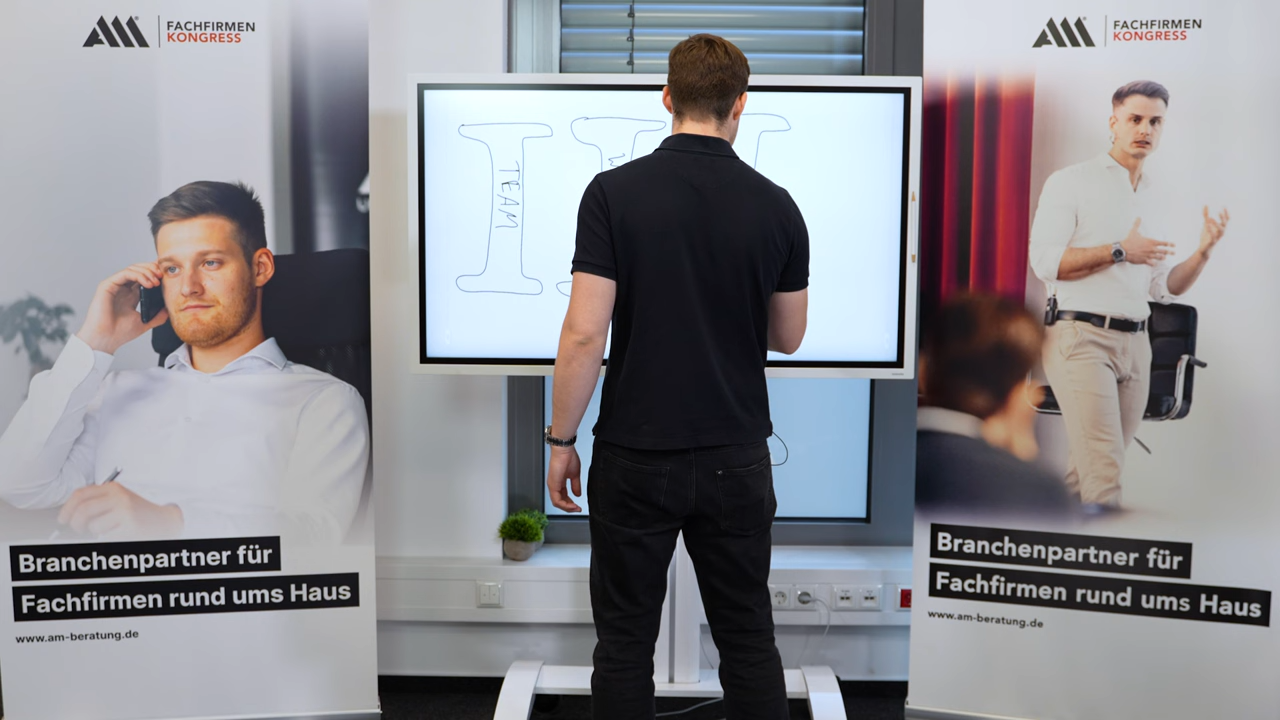 FACHFIRMEN
KONGRESS
Branchenpartner für
Fachfirmen rund ums Haus
www.am-beratung.de
TEAM
FACHFIRMEN
KONGRESS
Branchenpartner für
Fachfirmen rund ums Haus
www.am-beratung.de